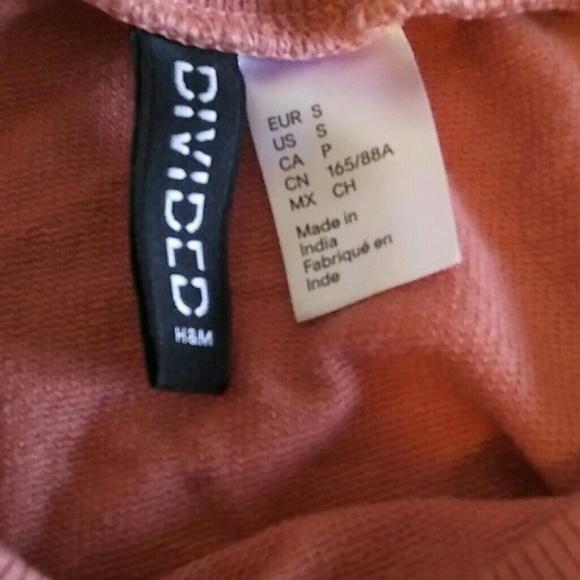 DIVIDED
H&M
EUR S
US S
CA P
CN 165/88A
MX CH
Made in
India
Fabriqué en
Inde